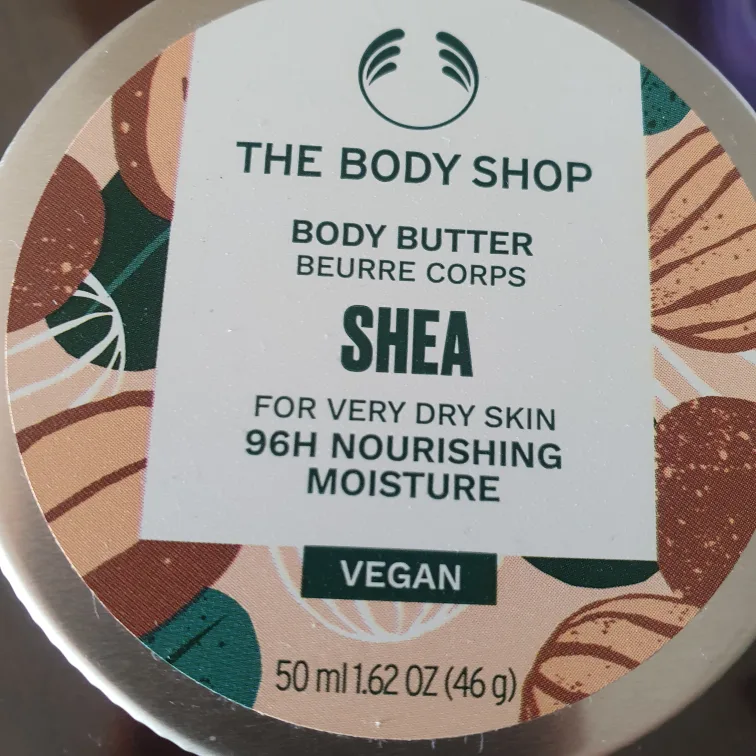 THE BODY SHOP
BODY BUTTER
BEURRE CORPS
SHEA
FOR VERY DRY SKIN
96H NOURISHING
MOISTURE
VEGAN
50 ml 1.62 OZ (46 g)